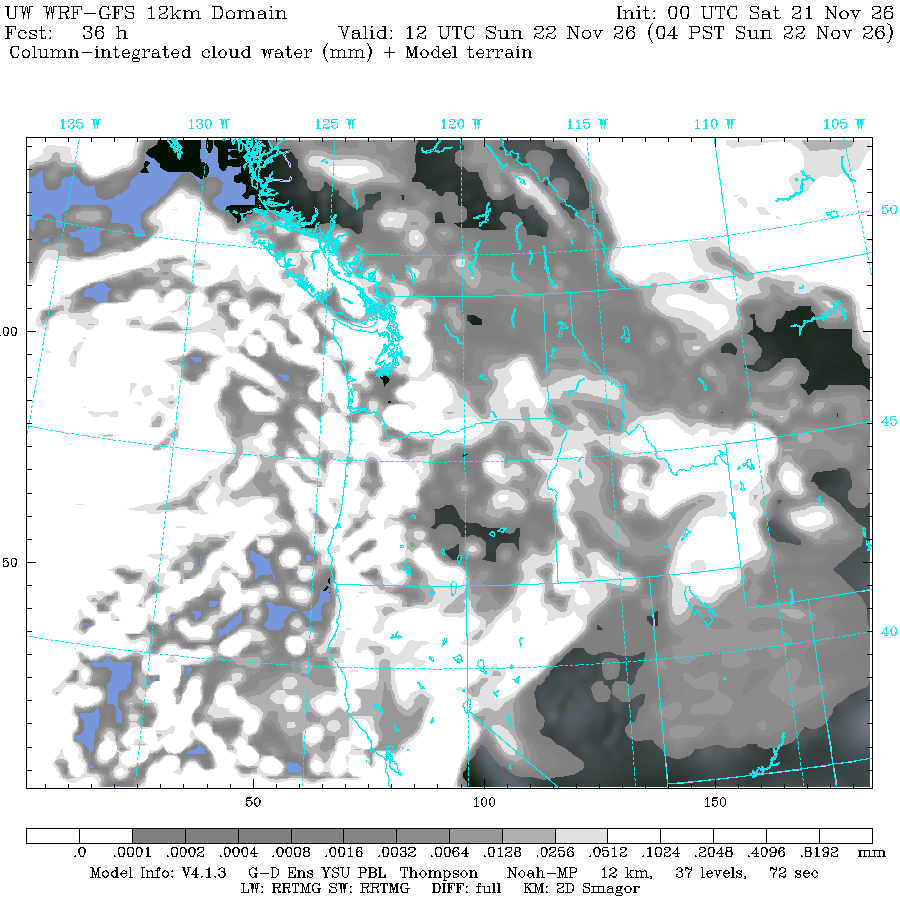 UW WRF-GFS 12km Domain Init: 00 UTC Sat 21 Nov 26
Fcst: 36 h Valid: 12 UTC Sun 22 Nov 26 (04 PST Sun 22 Nov 26)
Column-integrated cloud water (mm) + Model terrain
135 W 130 W 125 W 120 W 115 W 110 W 105 W
50
00
45
50
40
50 100 150
.0 .0001 .0002 .0004 .0008 .0016 .0032 .0064 .0128 .0256 .0512 .1024 .2048 .4096 .8192 mm
Model Info: V4.1.3 G-D Ens YSU PBL Thompson Noah-MP 12 km, 37 levels, 72 sec
LW: RRTMG SW: RRTMG DIFF: full KM: 2D Smagor